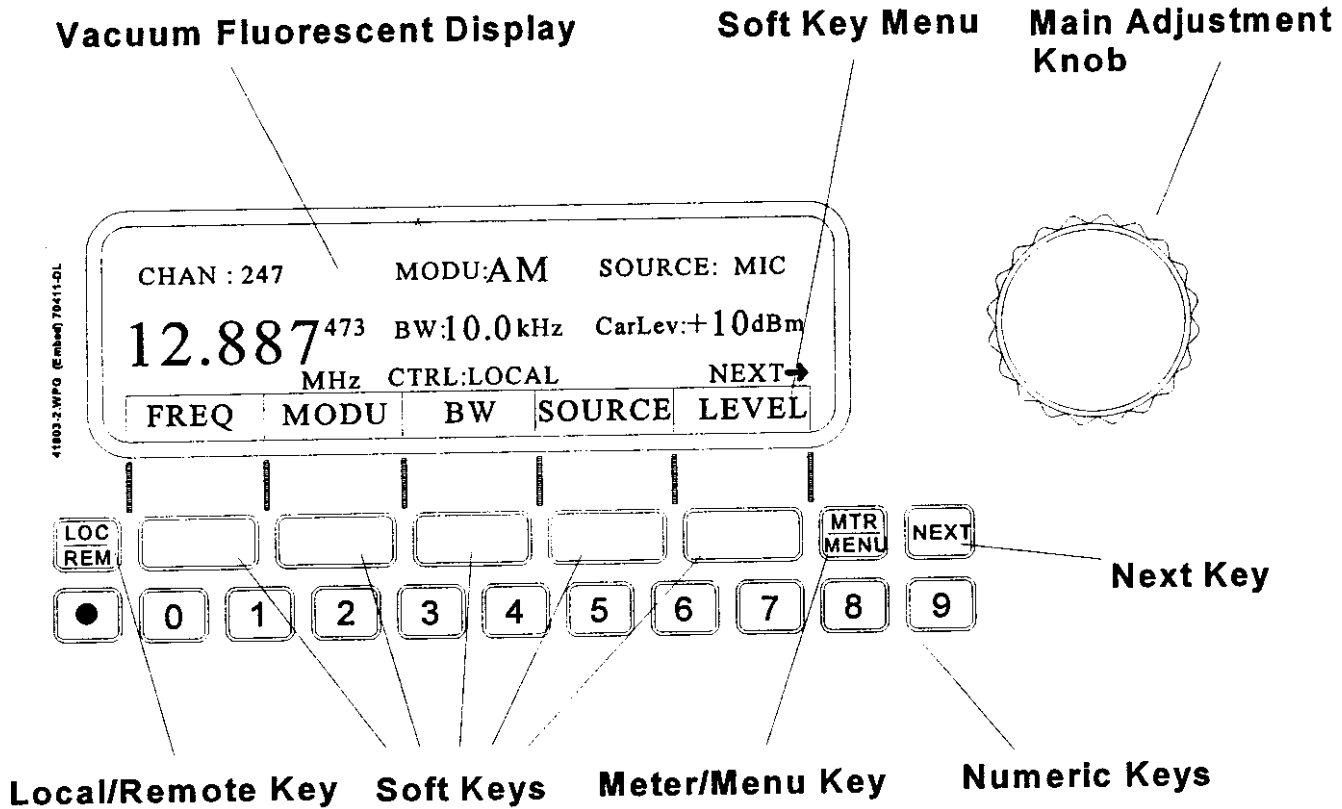 Vacuum Fluorescent Display
Soft Key Menu
Main Adjustment
Knob
41803-2.WPG (Embed) 70411-DL
CHAN : 247
MODU:AM
SOURCE: MIC
12.887473
MHz
BW:10.0kHz
CarLev:+10dBm
CTRL:LOCAL
NEXT➔
FREQ
MODU
BW
SOURCE
LEVEL
LOC
REM
MTR
MENU
NEXT
Next Key
0 1 2 3 4 5 6 7 8 9
Local/Remote Key
Soft Keys
Meter/Menu Key
Numeric Keys